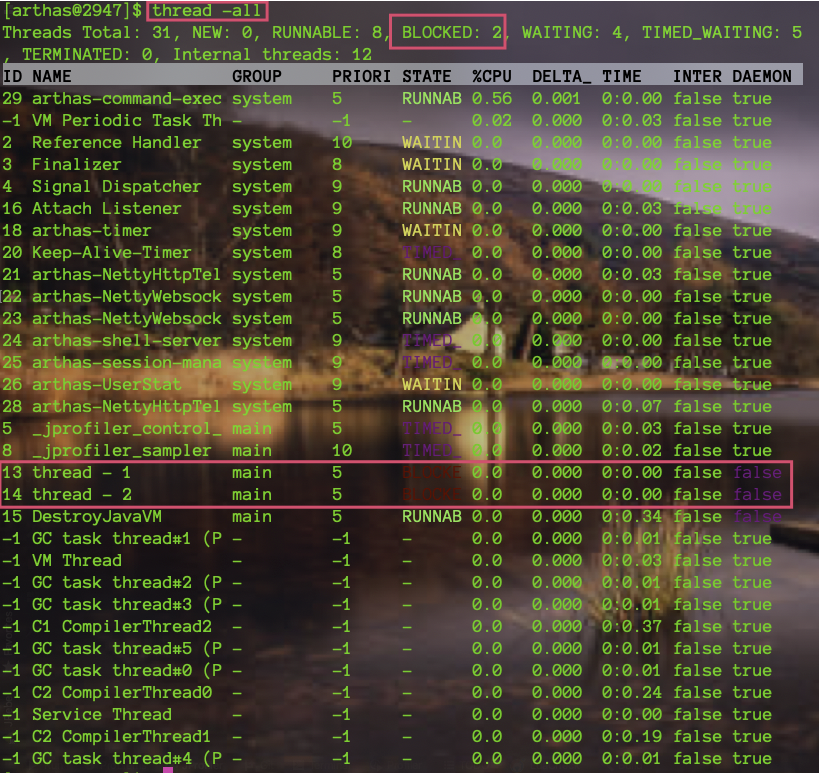 [arthas@2947]$ thread -all
Threads Total: 31, NEW: 0, RUNNABLE: 8, BLOCKED: 2, WAITING: 4, TIMED_WAITING: 5
, TERMINATED: 0, Internal threads: 12
ID NAME GROUP PRIORI STATE %CPU DELTA_ TIME INTER DAEMON
29 arthas-command-exec system 5 RUNNAB 0.56 0.001 0:0.00 false true
-1 VM Periodic Task Th - -1 - 0.02 0.000 0:0.03 false true
2 Reference Handler system 10 WAITIN 0.0 0.000 0:0.00 false true
3 Finalizer system 8 WAITIN 0.0 0.000 0:0.00 false true
4 Signal Dispatcher system 9 RUNNAB 0.0 0.000 0:0.00 false true
16 Attach Listener system 9 RUNNAB 0.0 0.000 0:0.03 false true
18 arthas-timer system 9 WAITIN 0.0 0.000 0:0.00 false true
20 Keep-Alive-Timer system 8 TIMED_ 0.0 0.000 0:0.00 false true
21 arthas-NettyHttpTel system 5 RUNNAB 0.0 0.000 0:0.03 false true
22 arthas-NettyWebsock system 5 RUNNAB 0.0 0.000 0:0.00 false true
23 arthas-NettyWebsock system 5 RUNNAB 0.0 0.000 0:0.00 false true
24 arthas-shell-server system 9 TIMED_ 0.0 0.000 0:0.00 false true
25 arthas-session-mana system 9 TIMED_ 0.0 0.000 0:0.00 false true
26 arthas-UserStat system 9 WAITIN 0.0 0.000 0:0.00 false true
28 arthas-NettyHttpTel system 5 RUNNAB 0.0 0.000 0:0.07 false true
5 _jprofiler_control_ main 5 TIMED_ 0.0 0.000 0:0.03 false true
8 _jprofiler_sampler main 10 TIMED_ 0.0 0.000 0:0.02 false true
13 thread - 1 main 5 BLOCKE 0.0 0.000 0:0.00 false false
14 thread - 2 main 5 BLOCKE 0.0 0.000 0:0.00 false false
15 DestroyJavaVM main 5 RUNNAB 0.0 0.000 0:0.34 false false
-1 GC task thread#1 (P - -1 - 0.0 0.000 0:0.01 false true
-1 VM Thread - -1 - 0.0 0.000 0:0.03 false true
-1 GC task thread#2 (P - -1 - 0.0 0.000 0:0.01 false true
-1 GC task thread#3 (P - -1 - 0.0 0.000 0:0.01 false true
-1 C1 CompilerThread2 - -1 - 0.0 0.000 0:0.37 false true
-1 GC task thread#5 (P - -1 - 0.0 0.000 0:0.01 false true
-1 GC task thread#0 (P - -1 - 0.0 0.000 0:0.01 false true
-1 C2 CompilerThread0 - -1 - 0.0 0.000 0:0.24 false true
-1 Service Thread - -1 - 0.0 0.000 0:0.00 false true
-1 C2 CompilerThread1 - -1 - 0.0 0.000 0:0.19 false true
-1 GC task thread#4 (P - -1 - 0.0 0.000 0:0.01 false true